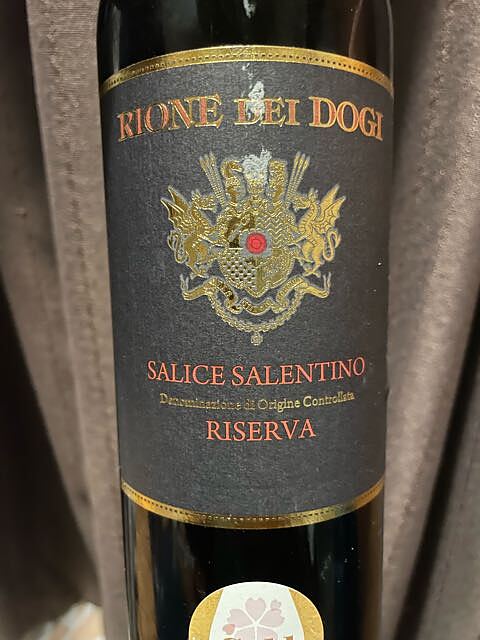 RIONE DEI DOGI
SALICE SALENTINO
Denominazione di Origine Controllata
RISERVA